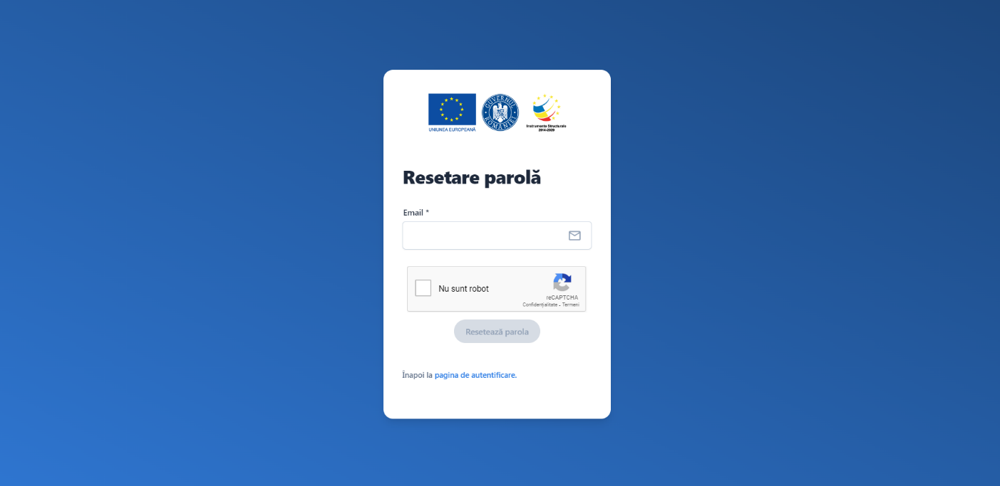 UNIUNEA EUROPEANĂ
GUVERNUL ROMÂNIEI
Instrumente Structurale
2014-2020
Resetare parolă
Email *
Nu sunt robot
reCAPTCHA
Confidențialitate - Termeni
Resetează parola
Înapoi la pagina de autentificare.